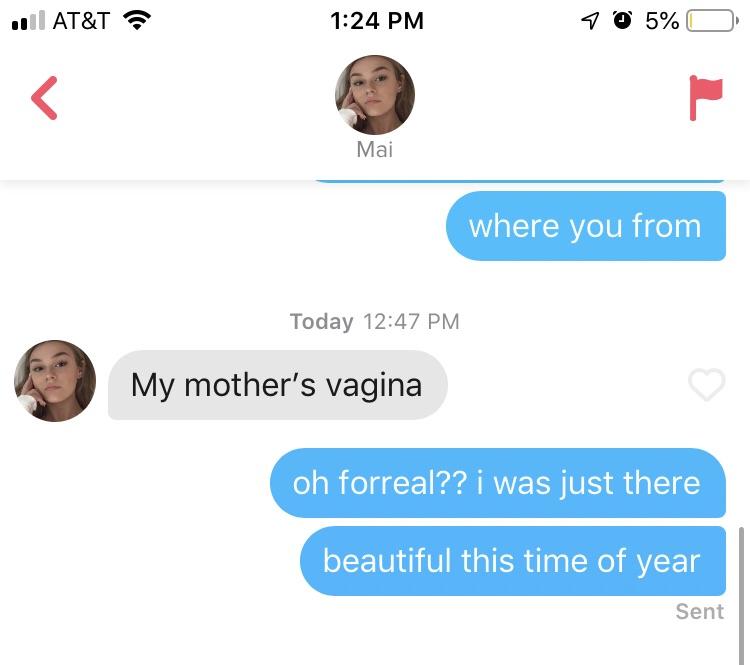 AT&T 1:24 PM 5%
Mai
where you from
Today 12:47 PM
My mother’s vagina
oh forreal?? i was just there
beautiful this time of year
Sent